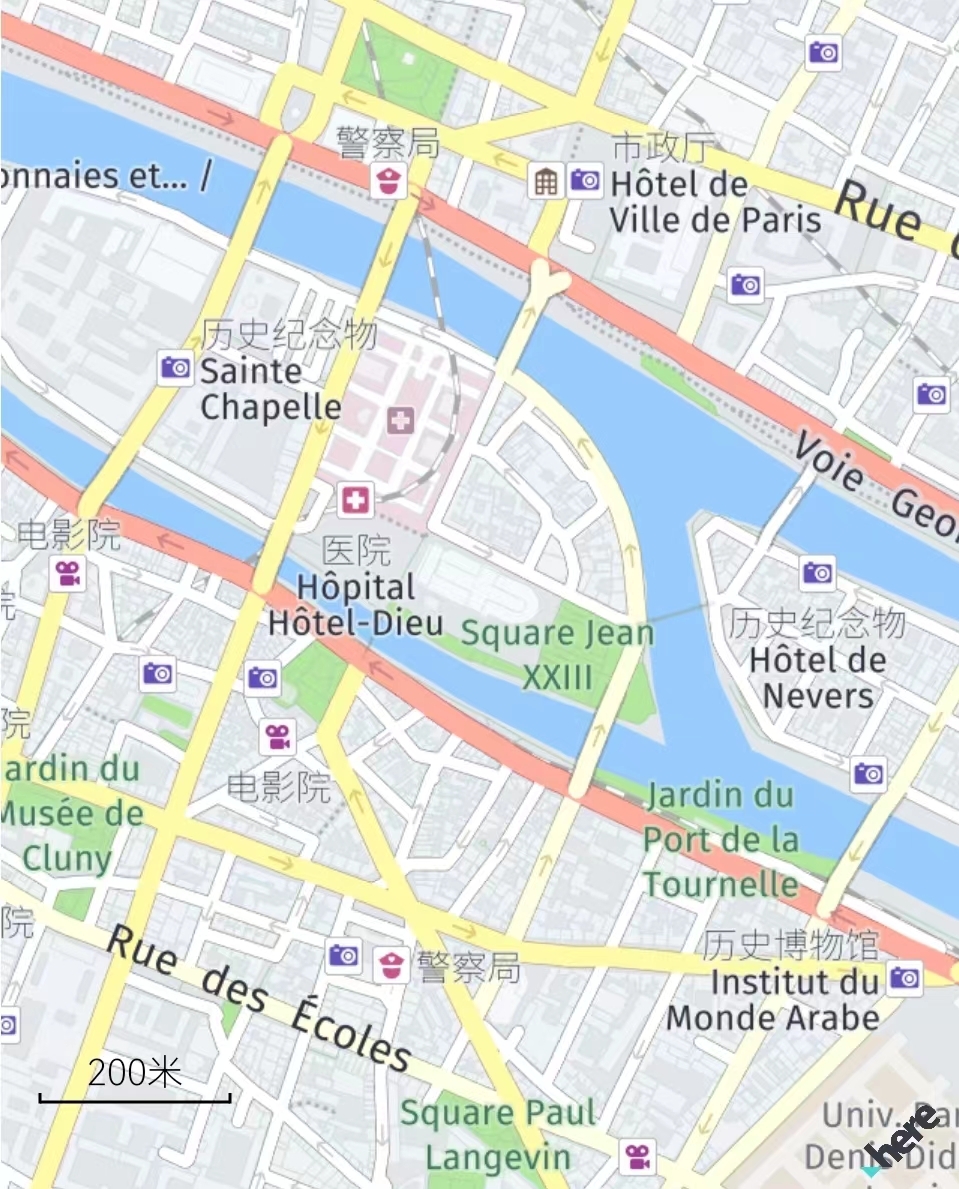 警察局
市政厅
Hôtel de
Ville de Paris
onnaies et... /
Rue
历史纪念物
Sainte
Chapelle
Voie Geor
电影院
医院
Hôpital
Hôtel-Dieu
院
Square Jean
XXIII
历史纪念物
Hôtel de
Nevers
院
电影院
ardin du
Musée de
Cluny
Jardin du
Port de la
Tournelle
院
Rue des Écoles
警察局
历史博物馆
Institut du
Monde Arabe
200米
Square Paul
Langevin
Univ. Par
Denis Did
here